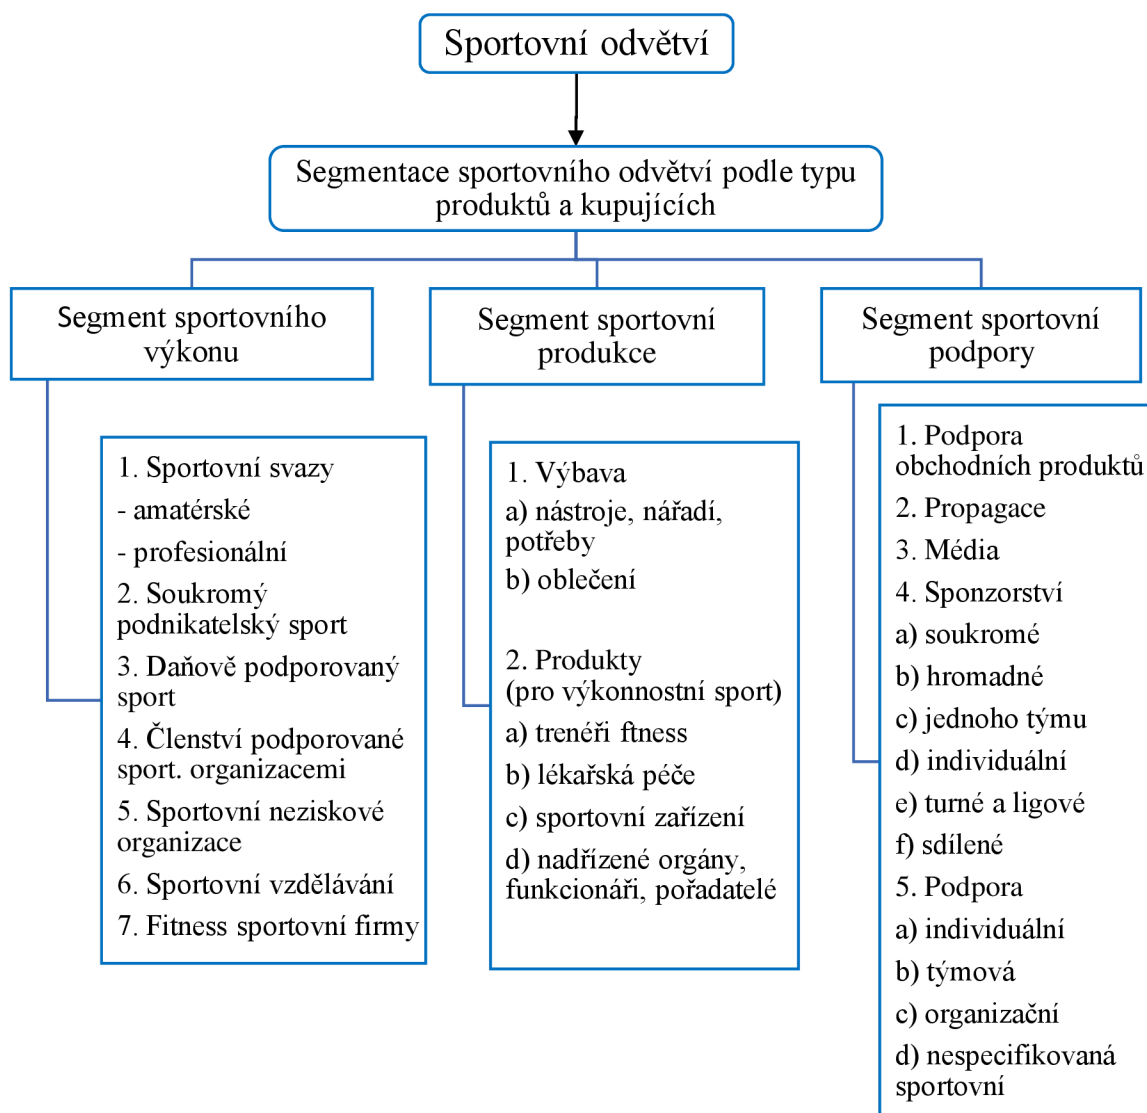 Sportovní odvětví
Segmentace sportovního odvětví podle typu
produktů a kupujících
Segment sportovního
výkonu
1. Sportovní svazy
- amatérské
- profesionální
2. Soukromý
podnikatelský sport
3. Daňově podporovaný
sport
4. Členství podporované
sport. organizacemi
5. Sportovní neziskové
organizace
6. Sportovní vzdělávání
7. Fitness sportovní firmy
Segment sportovní
produkce
1. Výbava
a) nástroje, nářadí,
potřeby
b) oblečení
2. Produkty
(pro výkonnostní sport)
a) trenéři ftness
b) lékařská péče
c) sportovní zařízení
d) nadřízené orgány,
funkcionáři, pořadatelé
Segment sportovní
podpory
1. Podpora
obchodních produktů
2. Propagace
3. Média
4. Sponzorství
a) soukromé
b) hromadné
c) jednoho týmu
d) individuální
e) turné a ligové
f) sdílené
5. Podpora
a) individuální
b) týmová
c) organizační
d) nespecifikovaná
sportovní